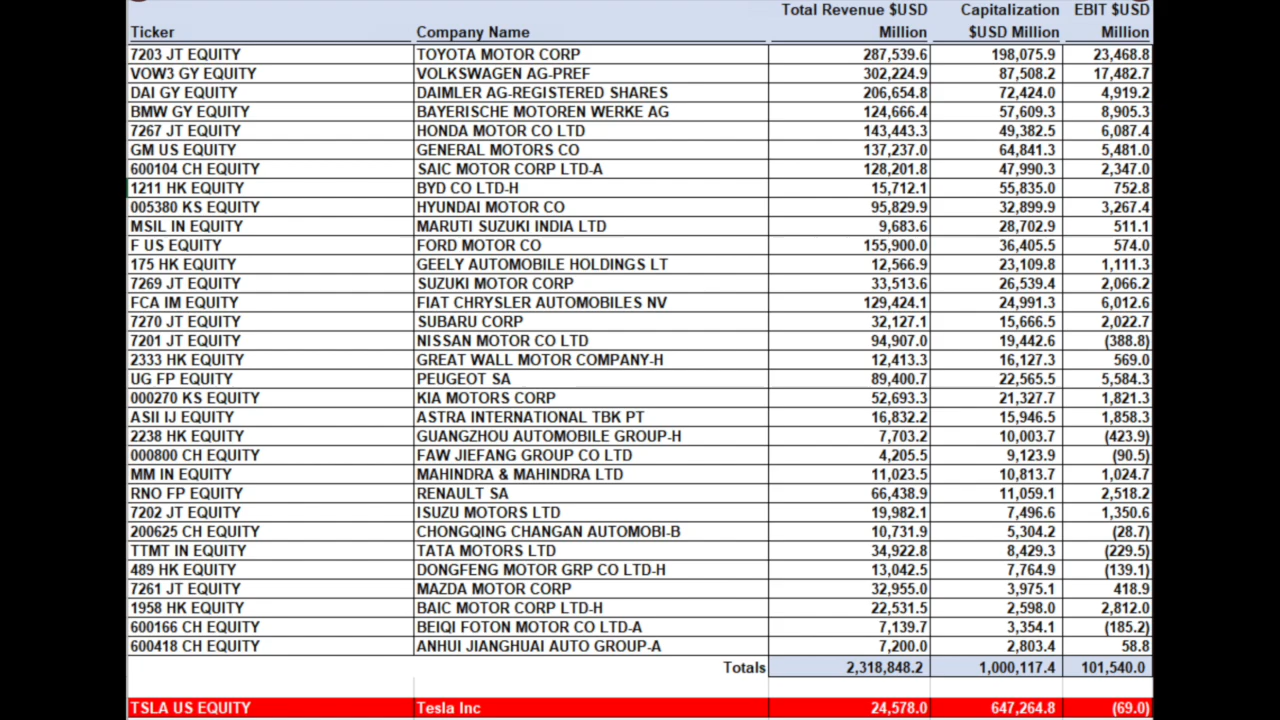 Total Revenue $USD Capitalization EBIT $USD
Ticker Company Name Million $USD Million Million
7203 JT EQUITY TOYOTA MOTOR CORP 287,539.6 198,075.9 23,468.8
VOW3 GY EQUITY VOLKSWAGEN AG-PREF 302,224.9 87,508.2 17,482.7
DAI GY EQUITY DAIMLER AG-REGISTERED SHARES 206,654.8 72,424.0 4,919.2
BMW GY EQUITY BAYERISCHE MOTOREN WERKE AG 124,666.4 57,609.3 8,905.3
7267 JT EQUITY HONDA MOTOR CO LTD 143,443.3 49,382.5 6,087.4
GM US EQUITY GENERAL MOTORS CO 137,237.0 64,841.3 5,481.0
600104 CH EQUITY SAIC MOTOR CORP LTD-A 128,201.8 47,990.3 2,347.0
1211 HK EQUITY BYD CO LTD-H 15,712.1 55,835.0 752.8
005380 KS EQUITY HYUNDAI MOTOR CO 95,829.9 32,899.9 3,267.4
MSIL IN EQUITY MARUTI SUZUKI INDIA LTD 9,683.6 28,702.9 511.1
F US EQUITY FORD MOTOR CO 155,900.0 36,405.5 574.0
175 HK EQUITY GEELY AUTOMOBILE HOLDINGS LT 12,566.9 23,109.8 1,111.3
7269 JT EQUITY SUZUKI MOTOR CORP 33,513.6 26,539.4 2,066.2
FCA IM EQUITY FIAT CHRYSLER AUTOMOBILES NV 129,424.1 24,991.3 6,012.6
7270 JT EQUITY SUBARU CORP 32,127.1 15,666.5 2,022.7
7201 JT EQUITY NISSAN MOTOR CO LTD 94,907.0 19,442.6 (388.8)
2333 HK EQUITY GREAT WALL MOTOR COMPANY-H 12,413.3 16,127.3 569.0
UG FP EQUITY PEUGEOT SA 89,400.7 22,565.5 5,584.3
000270 KS EQUITY KIA MOTORS CORP 52,693.3 21,327.7 1,821.3
ASII IJ EQUITY ASTRA INTERNATIONAL TBK PT 16,832.2 15,946.5 1,858.3
2238 HK EQUITY GUANGZHOU AUTOMOBILE GROUP-H 7,703.2 10,003.7 (423.9)
000800 CH EQUITY FAW JIEFANG GROUP CO LTD 4,205.5 9,123.9 (90.5)
MM IN EQUITY MAHINDRA & MAHINDRA LTD 11,023.5 10,813.7 1,024.7
RNO FP EQUITY RENAULT SA 66,438.9 11,059.1 2,518.2
7202 JT EQUITY ISUZU MOTORS LTD 19,982.1 7,496.6 1,350.6
200625 CH EQUITY CHONGQING CHANGAN AUTOMOBI-B 10,731.9 5,304.2 (28.7)
TTMT IN EQUITY TATA MOTORS LTD 34,922.8 8,429.3 (229.5)
489 HK EQUITY DONGFENG MOTOR GRP CO LTD-H 13,042.5 7,764.9 (139.1)
7261 JT EQUITY MAZDA MOTOR CORP 32,955.0 3,975.1 418.9
1958 HK EQUITY BAIC MOTOR CORP LTD-H 22,531.5 2,598.0 2,812.0
600166 CH EQUITY BEIQI FOTON MOTOR CO LTD-A 7,139.7 3,354.1 (185.2)
600418 CH EQUITY ANHUI JIANGHUAI AUTO GROUP-A 7,200.0 2,803.4 58.8
Totals 2,318,848.2 1,000,117.4 101,540.0
TSLA US EQUITY Tesla Inc 24,578.0 647,264.8 (69.0)